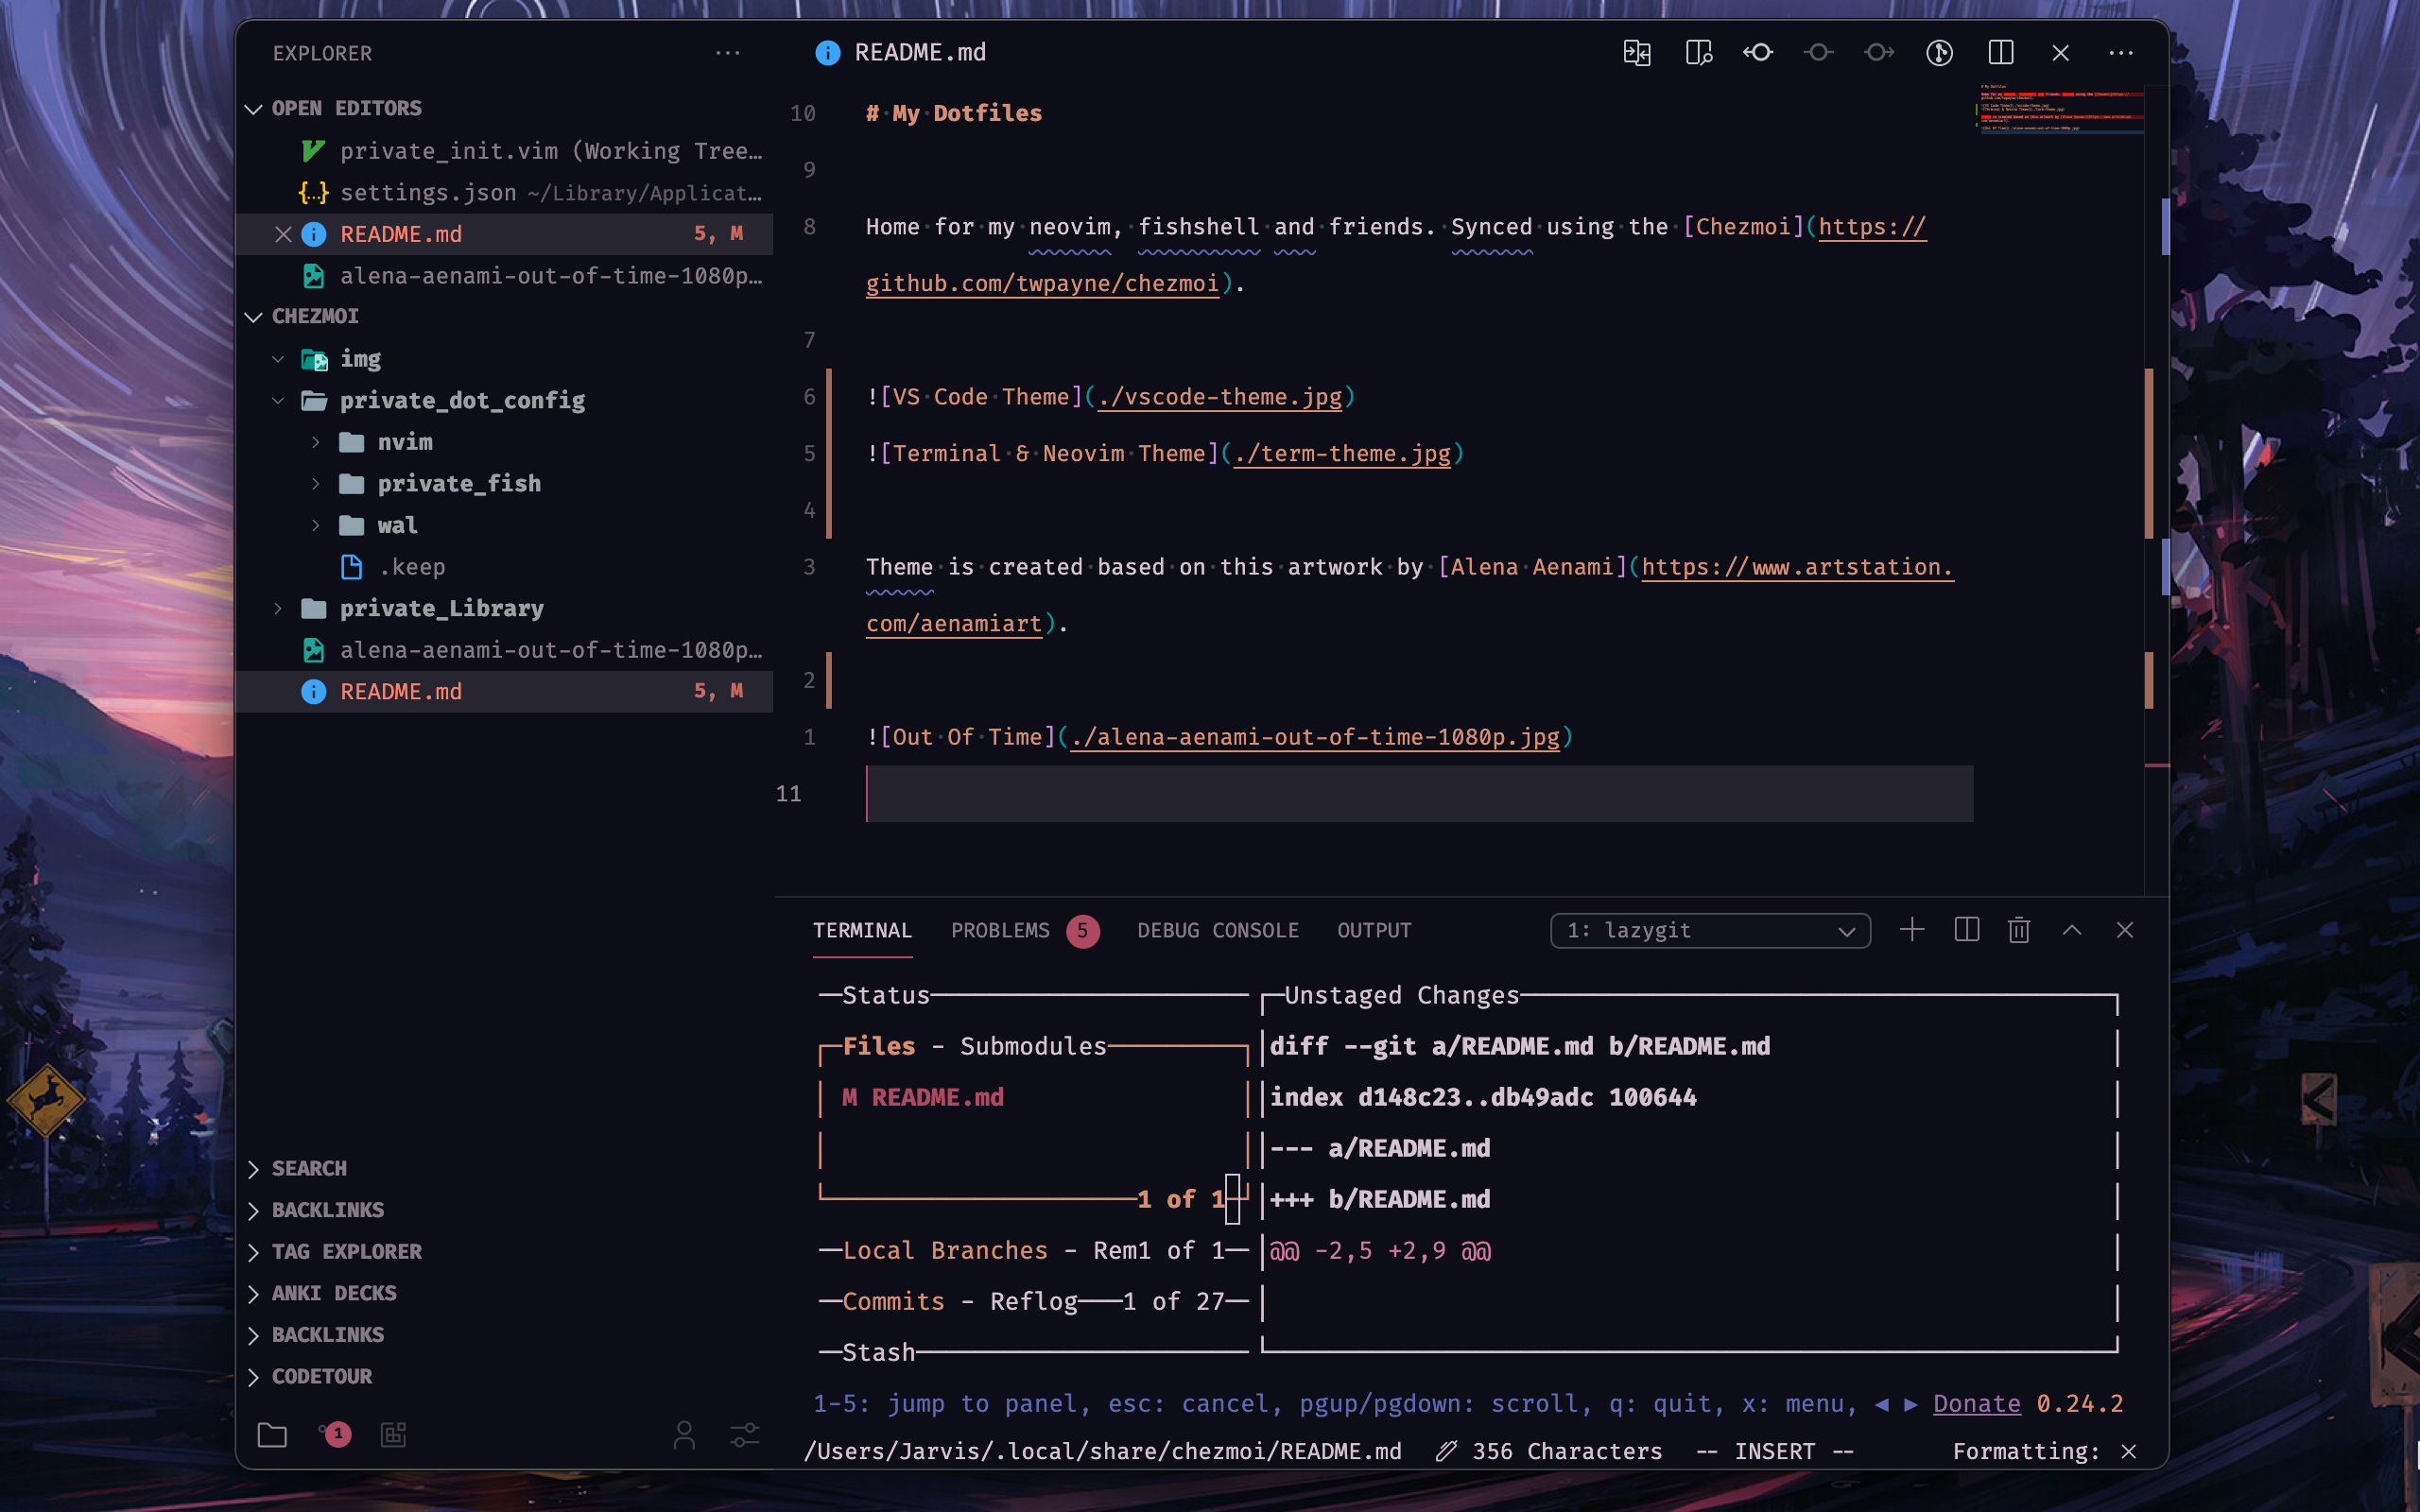 EXPLORER
OPEN EDITORS
private_init.vim (Working Tree…
settings.json ~/Library/Applicat…
README.md 5, M
alena-aenami-out-of-time-1080p…
CHEZMOI
img
private_dot_config
nvim
private_fish
wal
.keep
private_Library
alena-aenami-out-of-time-1080p…
README.md 5, M
SEARCH
BACKLINKS
TAG EXPLORER
ANKI DECKS
BACKLINKS
CODETOUR
1
README.md
10 # My Dotfiles
9
8 Home for my neovim, fishshell and friends. Synced using the [Chezmoi](https://
github.com/twpayne/chezmoi).
7
6 ![VS Code Theme](./vscode-theme.jpg)
5 ![Terminal & Neovim Theme](./term-theme.jpg)
4
3 Theme is created based on this artwork by [Alena Aenami](https://www.artstation.
com/aenamiart).
2
1 ![Out Of Time](./alena-aenami-out-of-time-1080p.jpg)
11
TERMINAL PROBLEMS 5 DEBUG CONSOLE OUTPUT 1: lazygit
Status
Files - Submodules
M README.md
1 of 1
Local Branches - Rem1 of 1
Commits - Reflog 1 of 27
Stash
Unstaged Changes
diff --git a/README.md b/README.md
index d148c23..db49adc 100644
--- a/README.md
+++ b/README.md
@@ -2,5 +2,9 @@
1-5: jump to panel, esc: cancel, pgup/pgdown: scroll, q: quit, x: menu, ◄ ► Donate 0.24.2
/Users/Jarvis/.local/share/chezmoi/README.md 356 Characters -- INSERT -- Formatting: ×